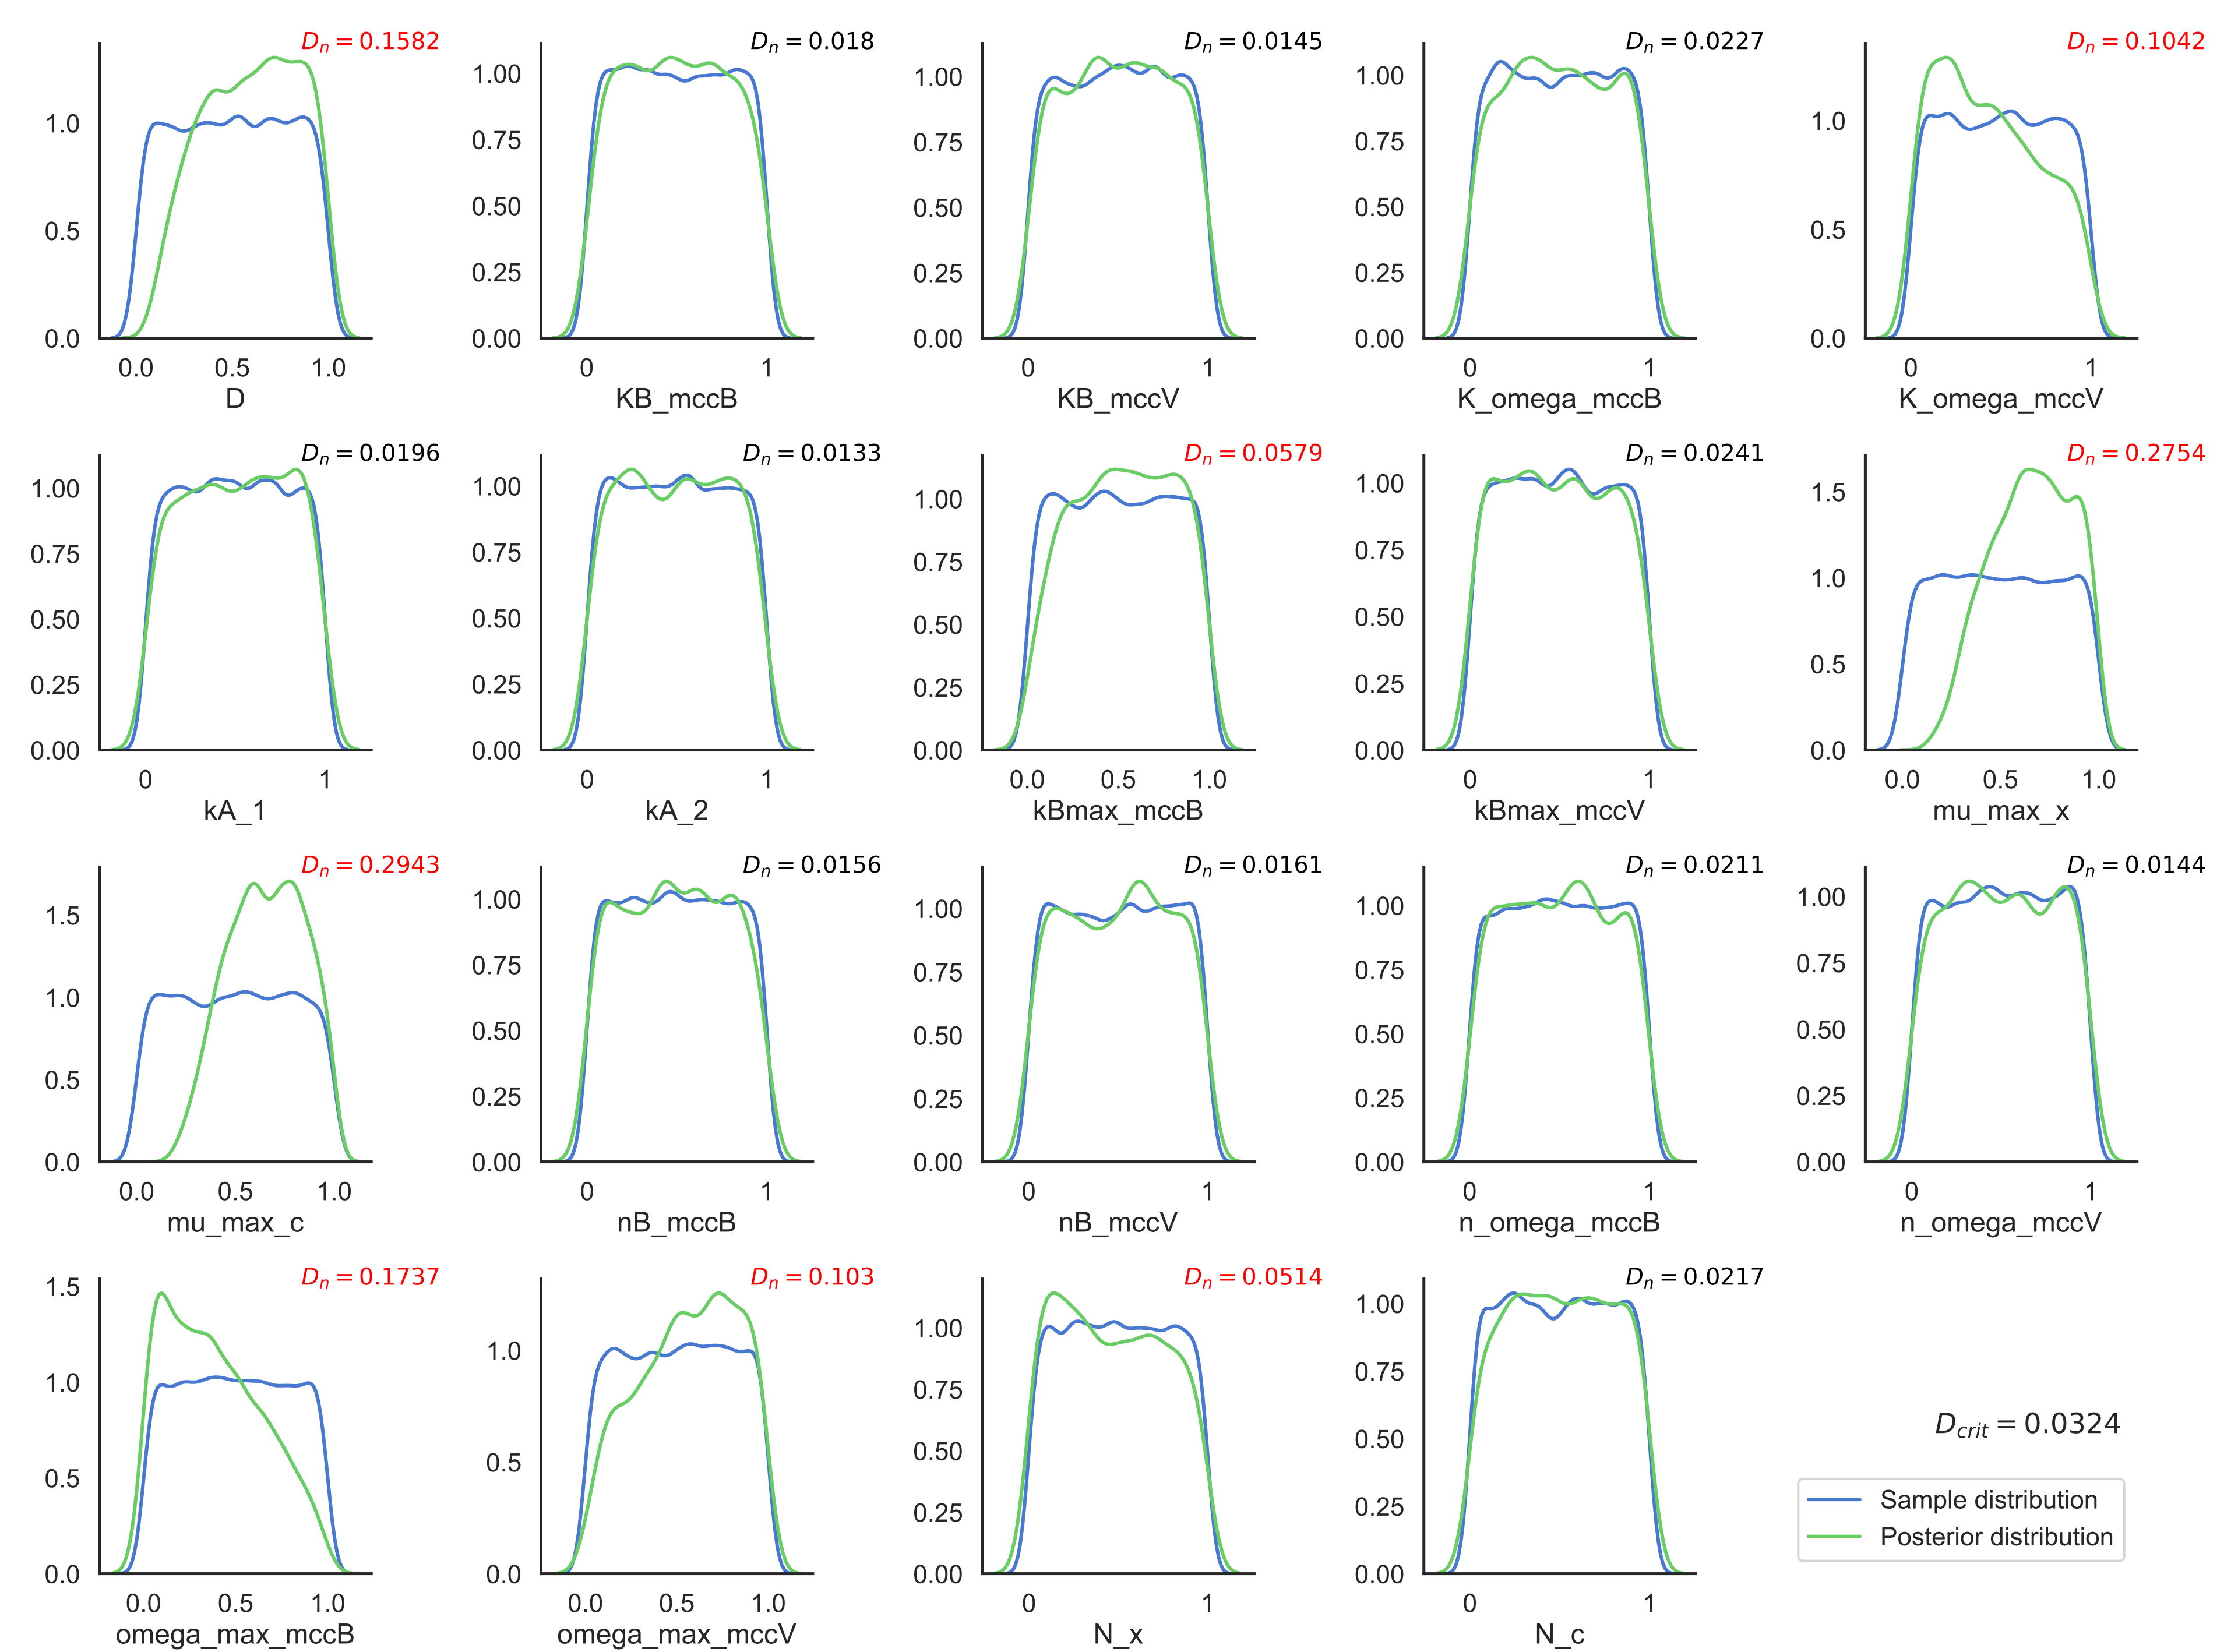 D_n = 0.1582
1.0
0.5
0.0
0.0 0.5 1.0
D
D_n = 0.018
1.00
0.75
0.50
0.25
0.00
0 1
KB_mccB
D_n = 0.0145
1.00
0.75
0.50
0.25
0.00
0 1
KB_mccV
D_n = 0.0227
1.00
0.75
0.50
0.25
0.00
0 1
K_omega_mccB
D_n = 0.1042
1.0
0.5
0.0
0 1
K_omega_mccV
D_n = 0.0196
1.00
0.75
0.50
0.25
0.00
0 1
kA_1
D_n = 0.0133
1.00
0.75
0.50
0.25
0.00
0 1
kA_2
D_n = 0.0579
1.00
0.75
0.50
0.25
0.00
0.0 0.5 1.0
kBmax_mccB
D_n = 0.0241
1.00
0.75
0.50
0.25
0.00
0 1
kBmax_mccV
D_n = 0.2754
1.5
1.0
0.5
0.0
0.0 0.5 1.0
mu_max_x
D_n = 0.2943
1.5
1.0
0.5
0.0
0.0 0.5 1.0
mu_max_c
D_n = 0.0156
1.00
0.75
0.50
0.25
0.00
0 1
nB_mccB
D_n = 0.0161
1.00
0.75
0.50
0.25
0.00
0 1
nB_mccV
D_n = 0.0211
1.00
0.75
0.50
0.25
0.00
0 1
n_omega_mccB
D_n = 0.0144
1.00
0.75
0.50
0.25
0.00
0 1
n_omega_mccV
D_n = 0.1737
1.5
1.0
0.5
0.0
0.0 0.5 1.0
omega_max_mccB
D_n = 0.103
1.0
0.5
0.0
0.0 0.5 1.0
omega_max_mccV
D_n = 0.0514
1.00
0.75
0.50
0.25
0.00
0 1
N_x
D_n = 0.0217
1.00
0.75
0.50
0.25
0.00
0 1
N_c
D_crit = 0.0324
Sample distribution
Posterior distribution